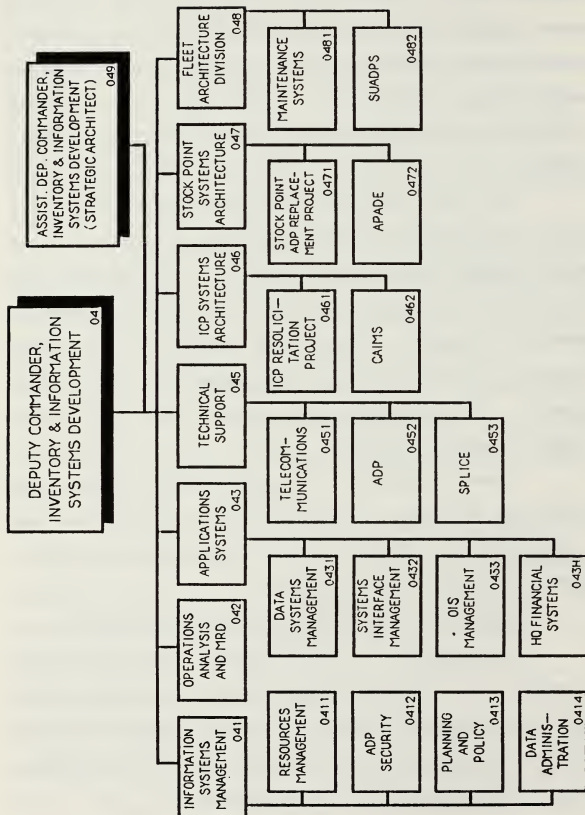 DEPUTY COMMANDER,
INVENTORY & INFORMATION
SYSTEMS DEVELOPMENT
04
ASSIST. DEP. COMMANDER,
INVENTORY & INFORMATION
SYSTEMS DEVELOPMENT
(STRATEGIC ARCHITECT)
049
INFORMATION
SYSTEMS
MANAGEMENT
041
OPERATIONS
ANALYSIS
AND MRD
042
APPLICATIONS
SYSTEMS
043
TECHNICAL
SUPPORT
045
ICP SYSTEMS
ARCHITECTURE
046
STOCK POINT
SYSTEMS
ARCHITECTURE
047
FLEET
ARCHITECTURE
DIVISION
048
RESOURCES
MANAGEMENT
0411
ADP
SECURITY
0412
PLANNING
AND
POLICY
0413
DATA
ADMINIS—
TRATION
0414
DATA
SYSTEMS
MANAGEMENT
0431
SYSTEMS
INTERFACE
MANAGEMENT
0432
OIS
MANAGEMENT
0453
HQ FINANCIAL
SYSTEMS
043H
TELECOM—
MUNICATIONS
0451
ADP
0452
SPLICE
0453
ICP RESOLICI—
TATION
PROJECT
0461
CAIMS
0462
STOCK POINT
ADP REPLACE—
MENT PROJECT
0471
APADE
0472
MAINTENANCE
SYSTEMS
0481
SUADPS
0482